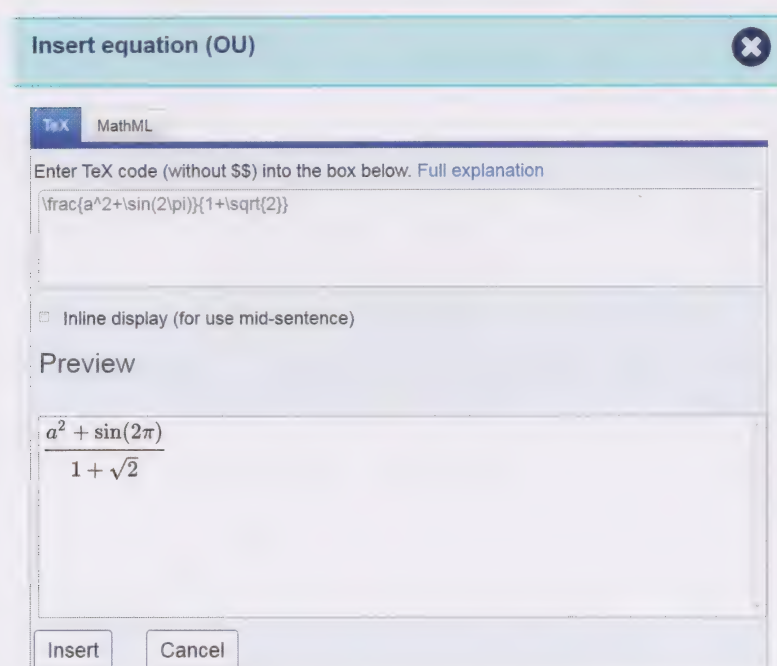 Insert equation (OU)
TeX MathML
Enter TeX code (without $$) into the box below. Full explanation
\frac{a^2+\sin(2\pi)}{1+\sqrt{2}}
Inline display (for use mid-sentence)
Preview
a² + sin(2π)
1 + √2
Insert Cancel